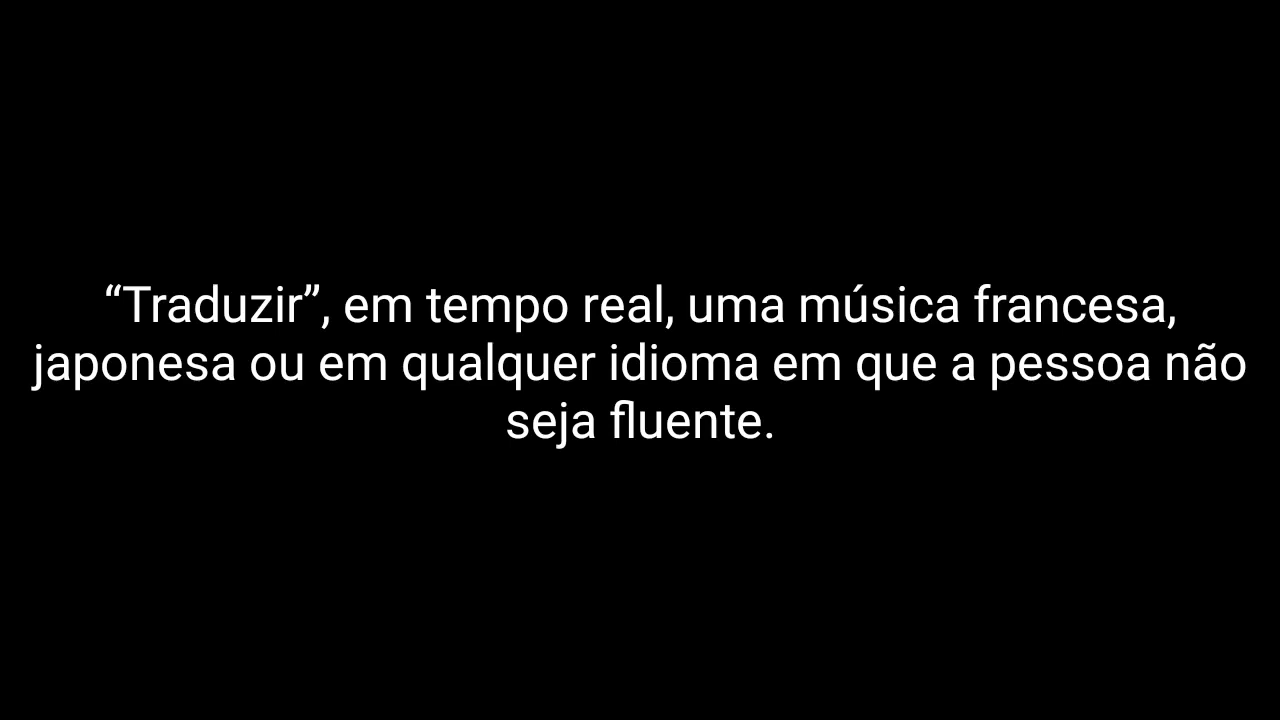 “Traduzir”, em tempo real, uma música francesa,
japonesa ou em qualquer idioma em que a pessoa não
seja fluente.